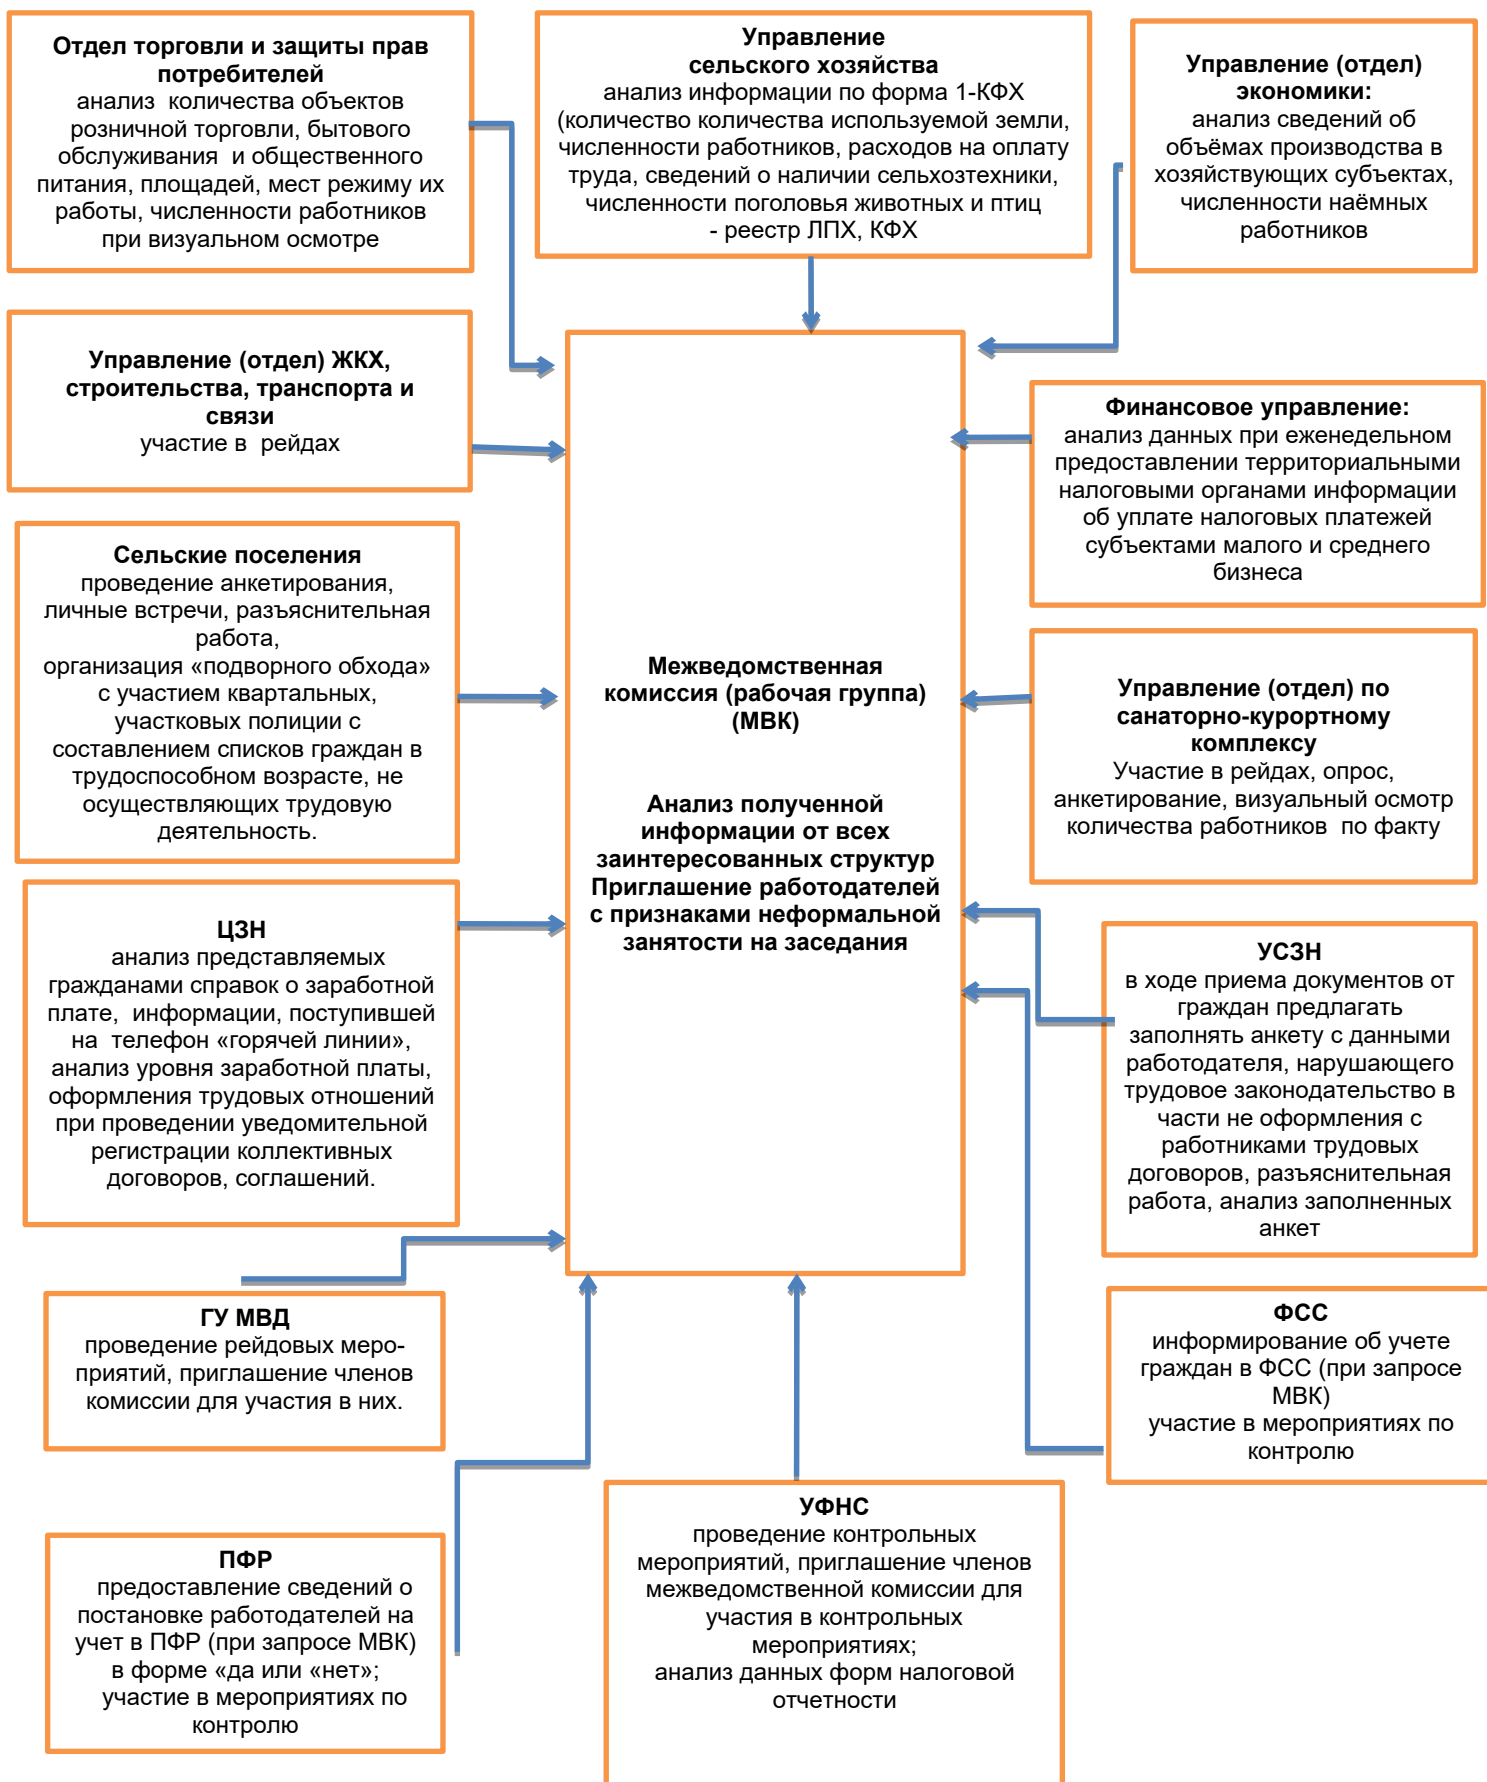 Отдел торговли и защиты прав
потребителей
анализ количества объектов
розничной торговли, бытового
обслуживания и общественного
питания, площадей, мест режиму их
работы, численности работников
при визуальном осмотре
Управление
сельского хозяйства
анализ информации по форма 1-КФХ
(количество количества используемой земли,
численности работников, расходов на оплату
труда, сведений о наличии сельхозтехники,
численности поголовья животных и птиц
- реестр ЛПХ, КФХ
Управление (отдел)
экономики:
анализ сведений об
объёмах производства в
хозяйствующих субъектах,
численности наёмных
работников
Управление (отдел) ЖКХ,
строительства, транспорта и
связи
участие в рейдах
Финансовое управление:
анализ данных при еженедельном
предоставлении территориальными
налоговыми органами информации
об уплате налоговых платежей
субъектами малого и среднего
бизнеса
Сельские поселения
проведение анкетирования,
личные встречи, разъяснительная
работа,
организация «подворного обхода»
с участием квартальных,
участковых полиции с
составлением списков граждан в
трудоспособном возрасте, не
осуществляющих трудовую
деятельность.
Межведомственная
комиссия (рабочая группа)
(МВК)
Анализ полученной
информации от всех
заинтересованных структур
Приглашение работодателей
с признаками неформальной
занятости на заседания
Управление (отдел) по
санаторно-курортному
комплексу
Участие в рейдах, опрос,
анкетирование, визуальный осмотр
количества работников по факту
ЦЗН
анализ представляемых
гражданами справок о заработной
плате, информации, поступившей
на телефон «горячей линии»,
анализ уровня заработной платы,
оформления трудовых отношений
при проведении уведомительной
регистрации коллективных
договоров, соглашений.
УСЗН
в ходе приема документов от
граждан предлагать
заполнять анкету с данными
работодателя, нарушающего
трудовое законодательство в
части не оформления с
работниками трудовых
договоров, разъяснительная
работа, анализ заполненных
анкет
ГУ МВД
проведение рейдовых меро-
приятий, приглашение членов
комиссии для участия в них.
ФСС
информирование об учете
граждан в ФСС (при запросе
МВК)
участие в мероприятиях по
контролю
ПФР
предоставление сведений о
постановке работодателей на
учет в ПФР (при запросе МВК)
в форме «да или «нет»;
участие в мероприятиях по
контролю
УФНС
проведение контрольных
мероприятий, приглашение членов
межведомственной комиссии для
участия в контрольных
мероприятиях;
анализ данных форм налоговой
отчетности